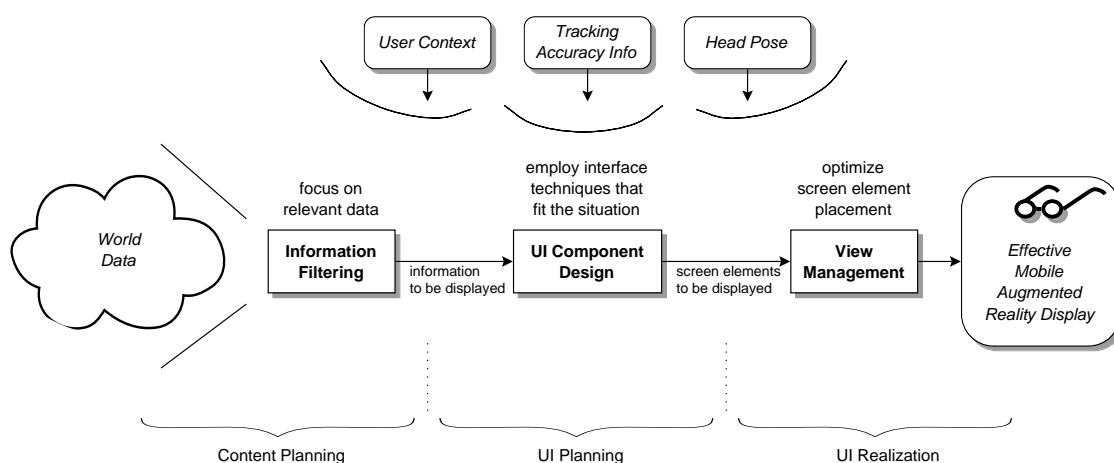 User Context
Tracking
Accuracy Info
Head Pose
World
Data
focus on
relevant data
Information
Filtering
information
to be displayed
employ interface
techniques that
fit the situation
UI Component
Design
screen elements
to be displayed
optimize
screen element
placement
View
Management
Effective
Mobile
Augmented
Reality Display
Content Planning
UI Planning
UI Realization